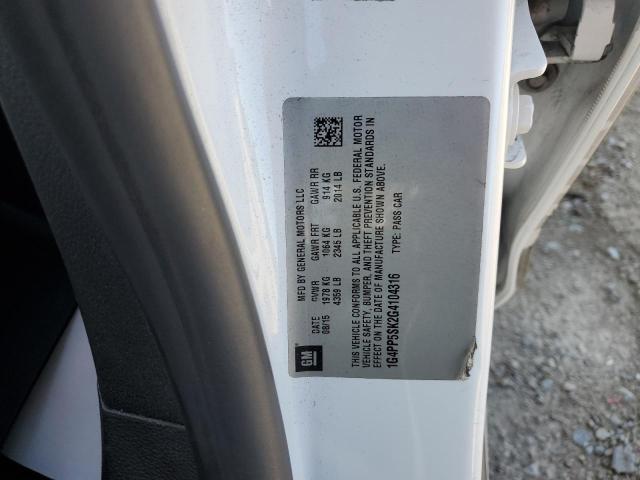 GM
MFD BY GENERAL MOTORS LLC
DATE GVWR GAWR FRT GAWR RR
08/15 1978 KG 1064 KG 914 KG
4359 LB 2345 LB 2014 LB
THIS VEHICLE CONFORMS TO ALL APPLICABLE U.S. FEDERAL MOTOR
VEHICLE SAFETY, BUMPER, AND THEFT PREVENTION STANDARDS IN
EFFECT ON THE DATE OF MANUFACTURE SHOWN ABOVE.
1G4PP5SK2G4104316 TYPE: PASS CAR